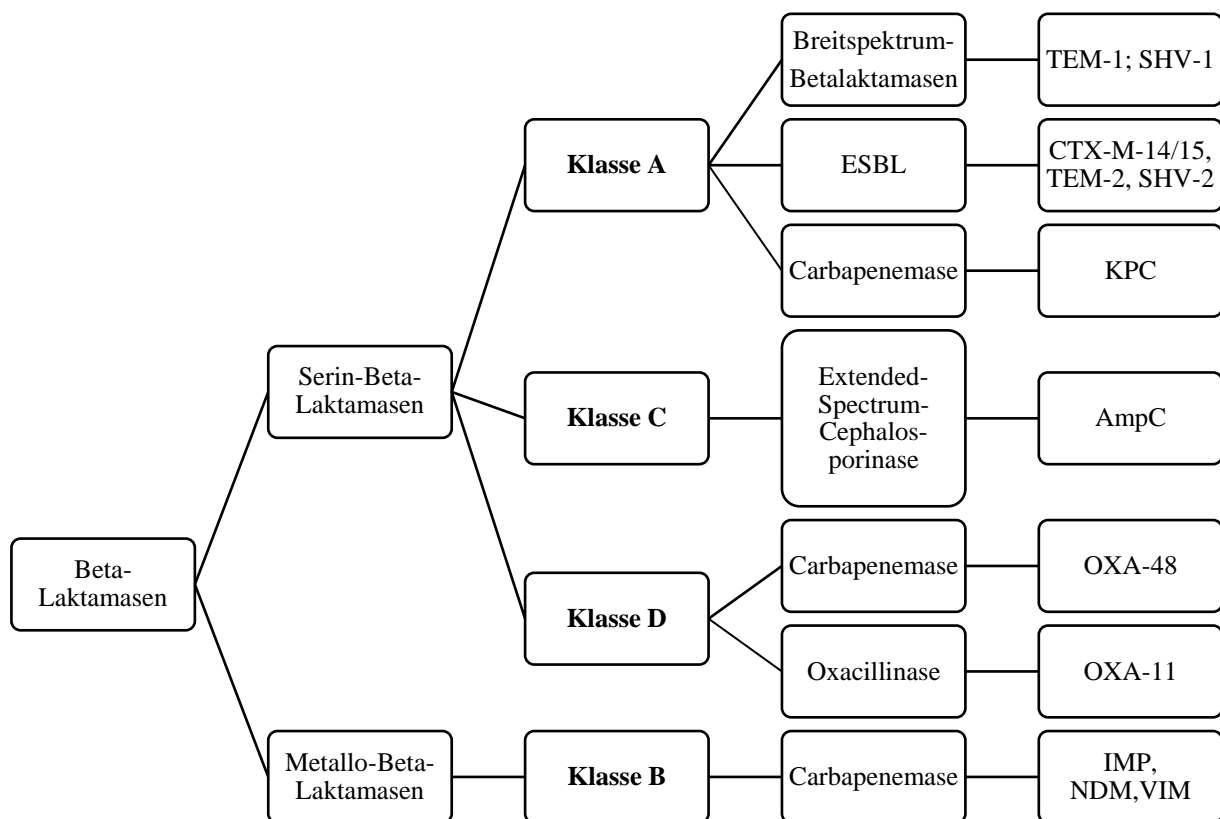 Breitspektrum-
Betalaktamasen
TEM-1; SHV-1
Klasse A
ESBL
CTX-M-14/15,
TEM-2, SHV-2
Carbapenemase
KPC
Serin-Beta-
Laktamasen
Klasse C
Extended-
Spectrum-
Cephalos-
porinase
AmpC
Beta-
Laktamasen
Klasse D
Carbapenemase
OXA-48
Oxacillinase
OXA-11
Metallo-Beta-
Laktamasen
Klasse B
Carbapenemase
IMP,
NDM,VIM